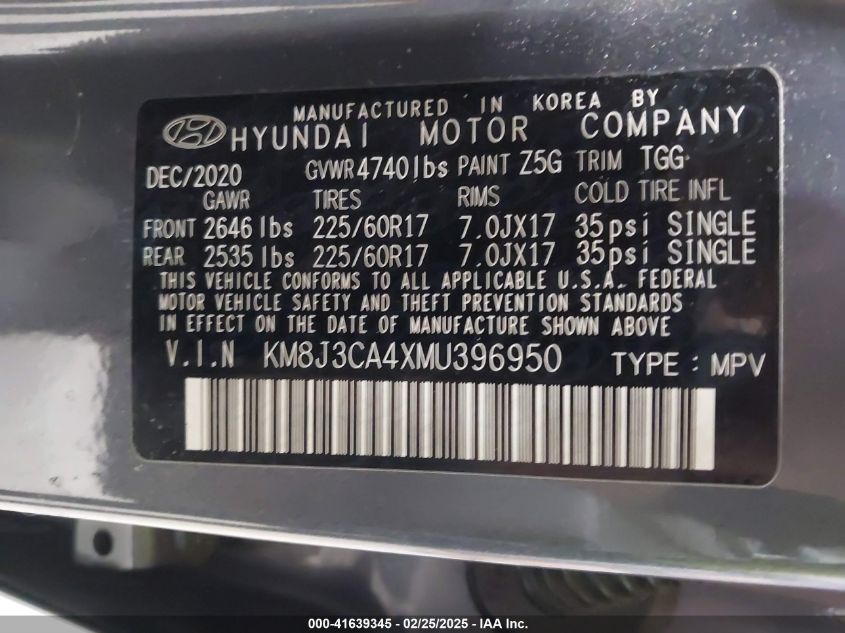 MANUFACTURED IN KOREA BY
HYUNDAI MOTOR COMPANY
DEC/2020 GVWR 4740 lbs PAINT Z5G TRIM TGG
GAWR TIRES RIMS COLD TIRE INFL
FRONT 2646 lbs 225/60R17 7.0JX17 35psi SINGLE
REAR 2535 lbs 225/60R17 7.0JX17 35psi SINGLE
THIS VEHICLE CONFORMS TO ALL APPLICABLE U.S.A. FEDERAL
MOTOR VEHICLE SAFETY AND THEFT PREVENTION STANDARDS
IN EFFECT ON THE DATE OF MANUFACTURE SHOWN ABOVE
V.I.N KM8J3CA4XMU396950 TYPE : MPV
000-41639345 - 02/25/2025 - IAA Inc.